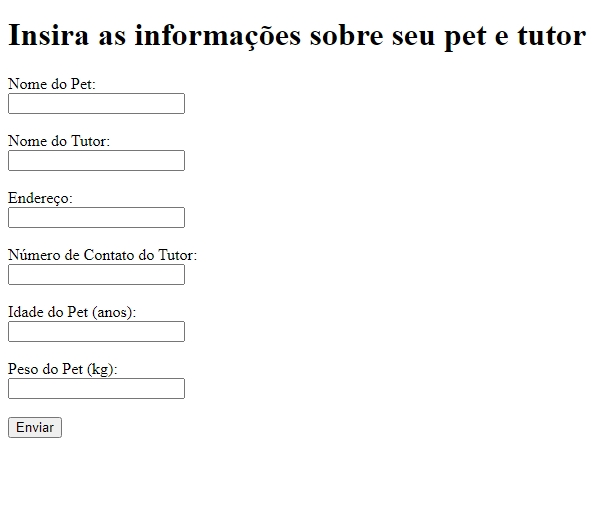 Insira as informações sobre seu pet e tutor
Nome do Pet:
Nome do Tutor:
Endereço:
Número de Contato do Tutor:
Idade do Pet (anos):
Peso do Pet (kg):
Enviar